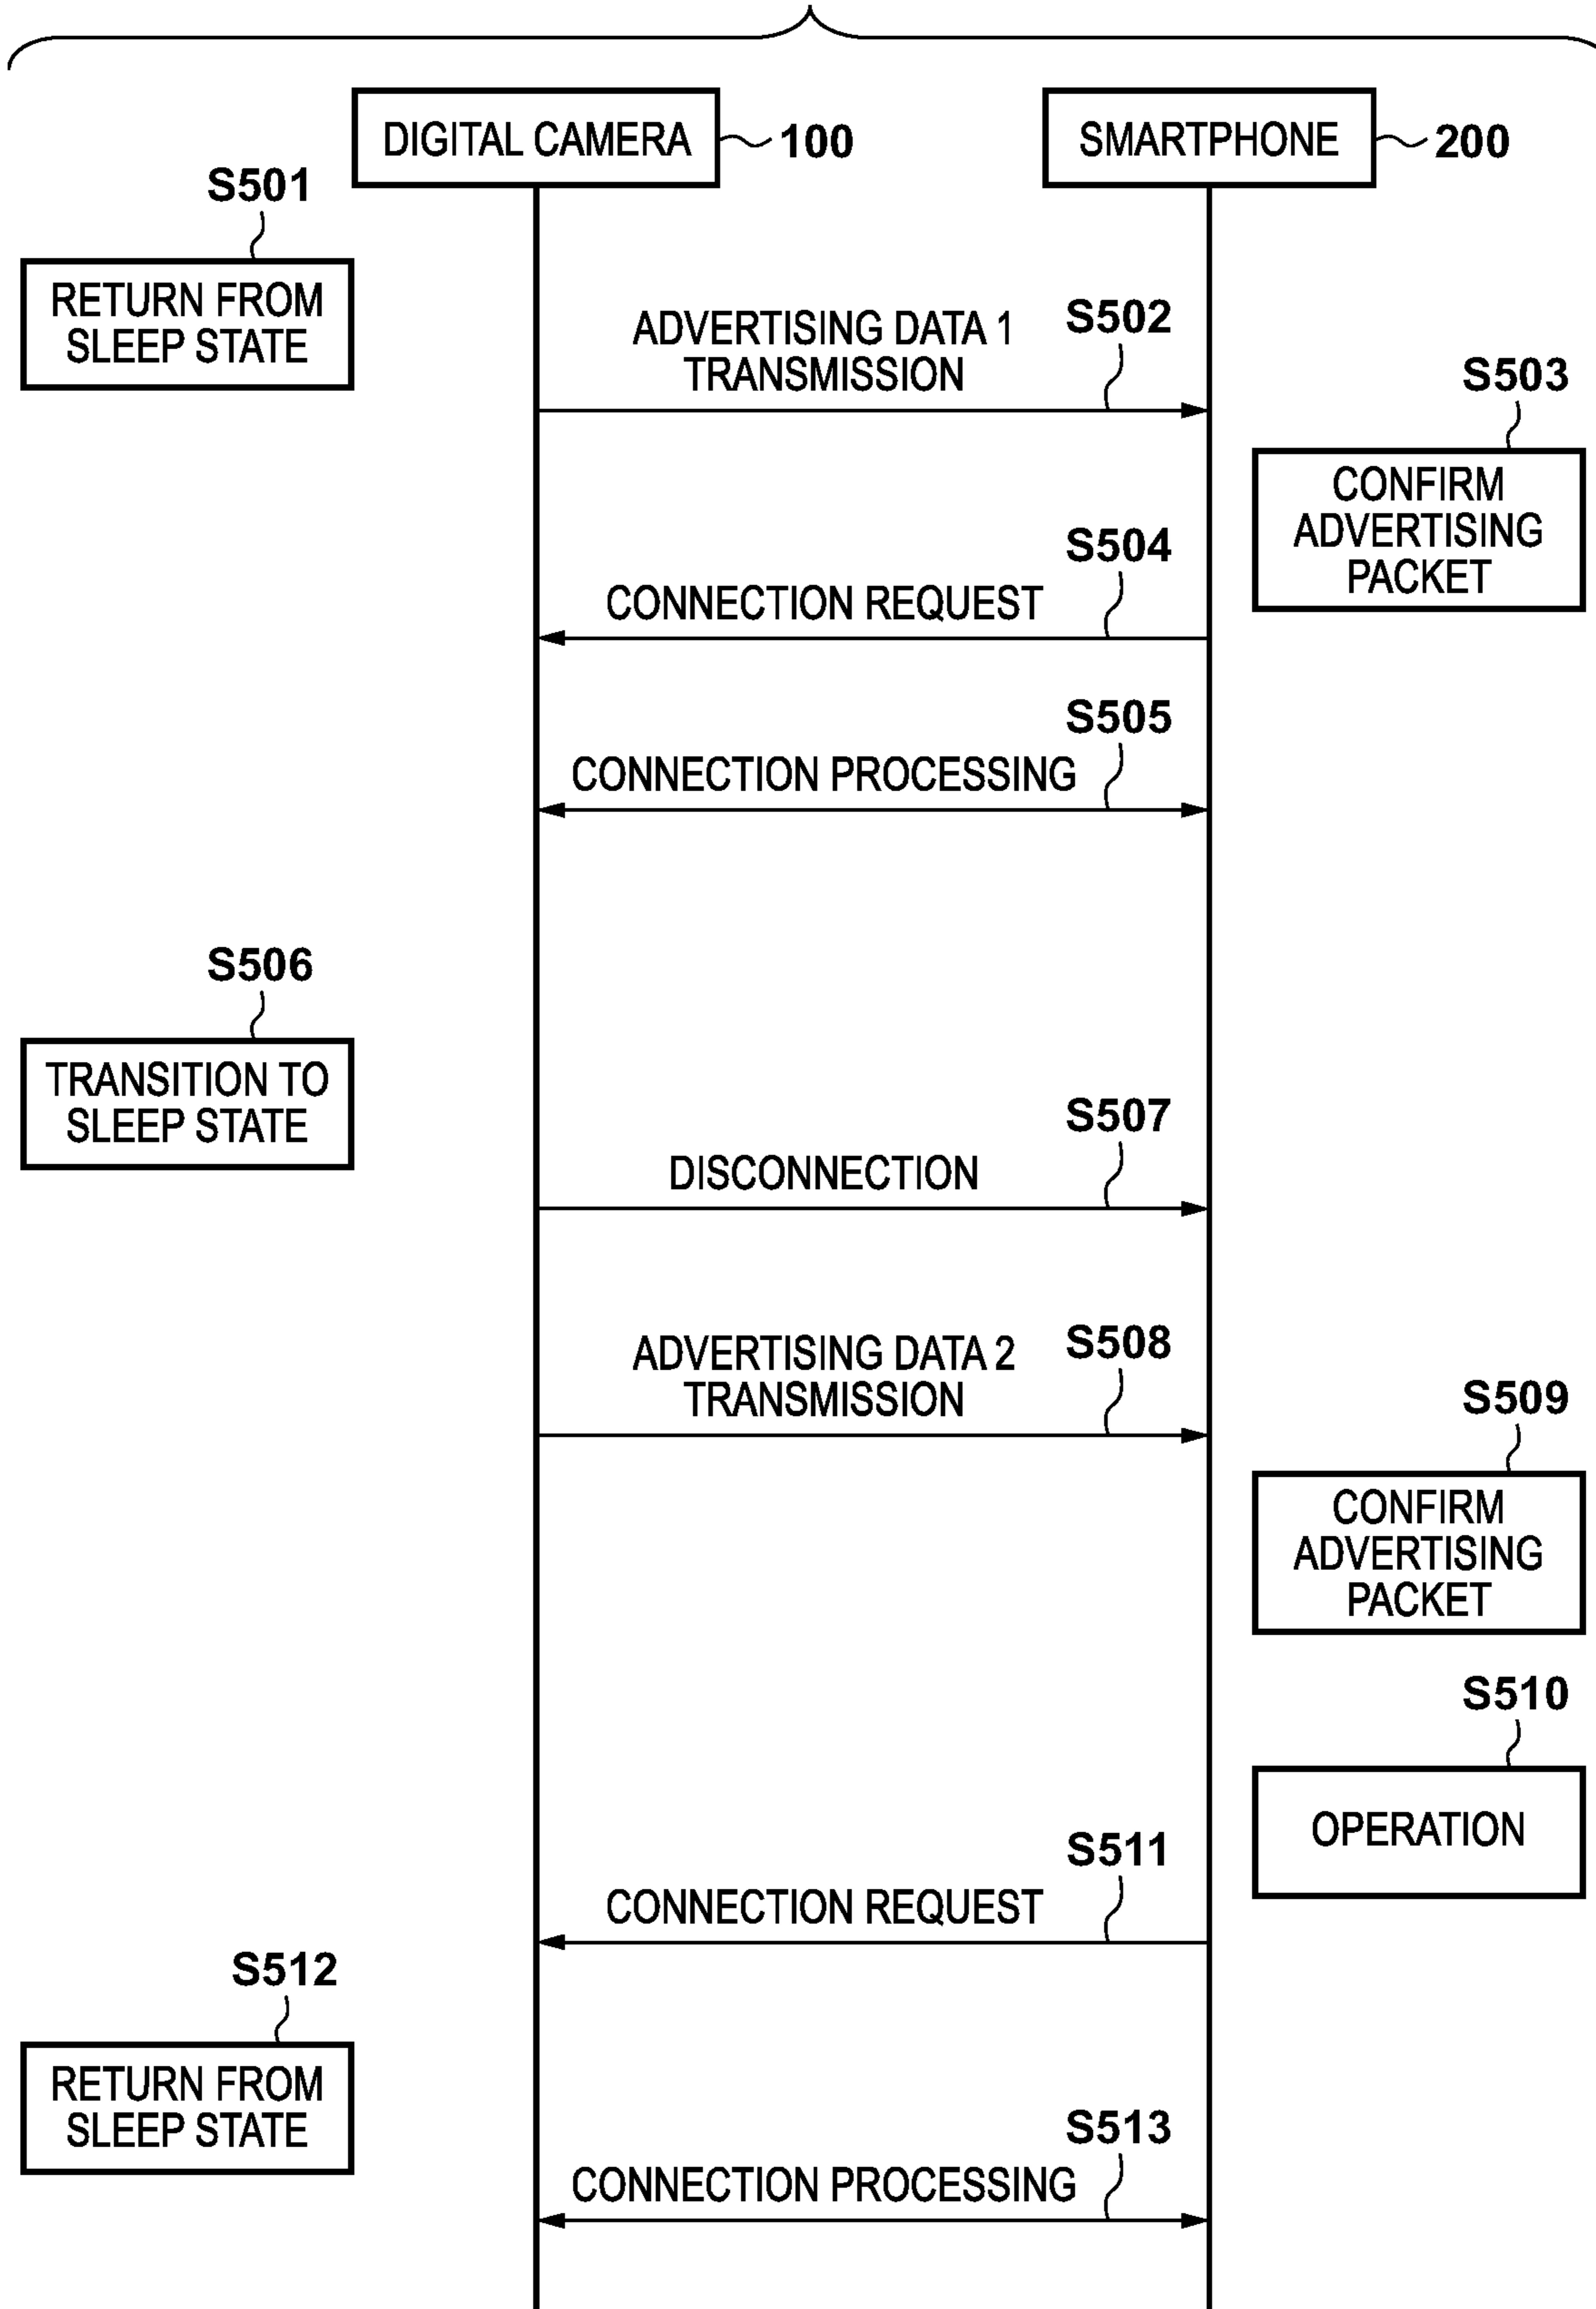 DIGITAL CAMERA
100
SMARTPHONE
200
S501
RETURN FROM
SLEEP STATE
ADVERTISING DATA 1
TRANSMISSION
S502
S503
CONFIRM
ADVERTISING
PACKET
S504
CONNECTION REQUEST
S505
CONNECTION PROCESSING
S506
TRANSITION TO
SLEEP STATE
S507
DISCONNECTION
ADVERTISING DATA 2
TRANSMISSION
S508
S509
CONFIRM
ADVERTISING
PACKET
S510
OPERATION
S511
CONNECTION REQUEST
S512
RETURN FROM
SLEEP STATE
S513
CONNECTION PROCESSING